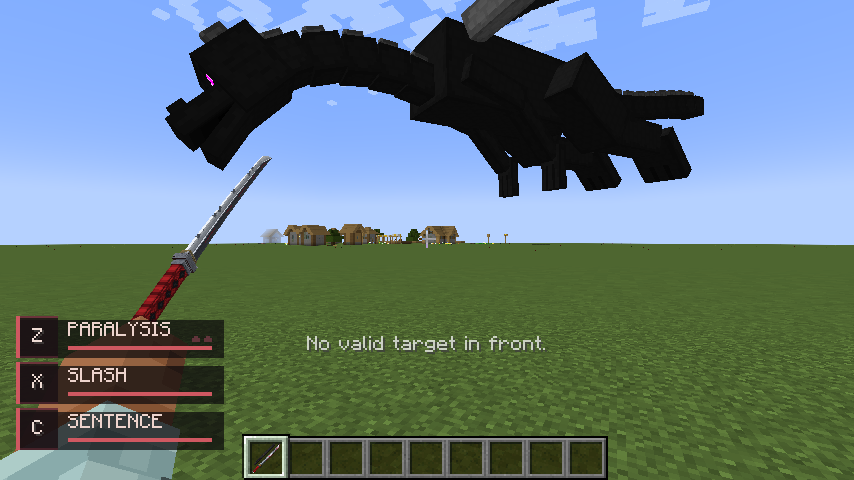 No valid target in front.
Z PARALYSIS
X SLASH
C SENTENCE